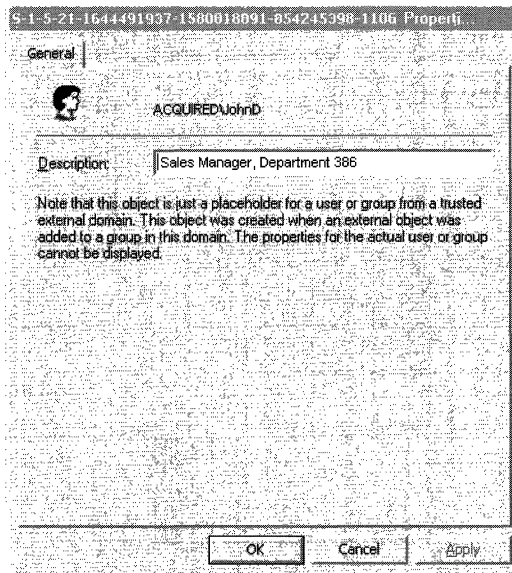 S-1-5-21-1644491937-1580818891-854245398-1106 Properti...
General
ACQUIRED\JohnD
Description:
Sales Manager, Department 386
Note that this object is just a placeholder for a user or group from a trusted
external domain. This object was created when an external object was
added to a group in this domain. The properties for the actual user or group
cannot be displayed.
OK
Cancel
Apply